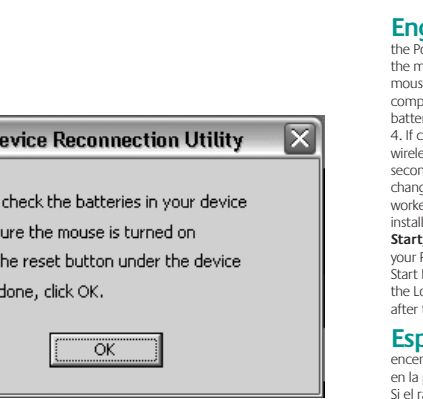 evice Reconnection Utility
check the batteries in your device
ure the mouse is turned on
he reset button under the device
done, click OK.
OK
Eng
the Po
the m
mous
comp
batter
4. If c
wirele
secon
chang
worke
install
Start,
your P
Start
the Lo
after
Esp
encer
en la
Si el ra